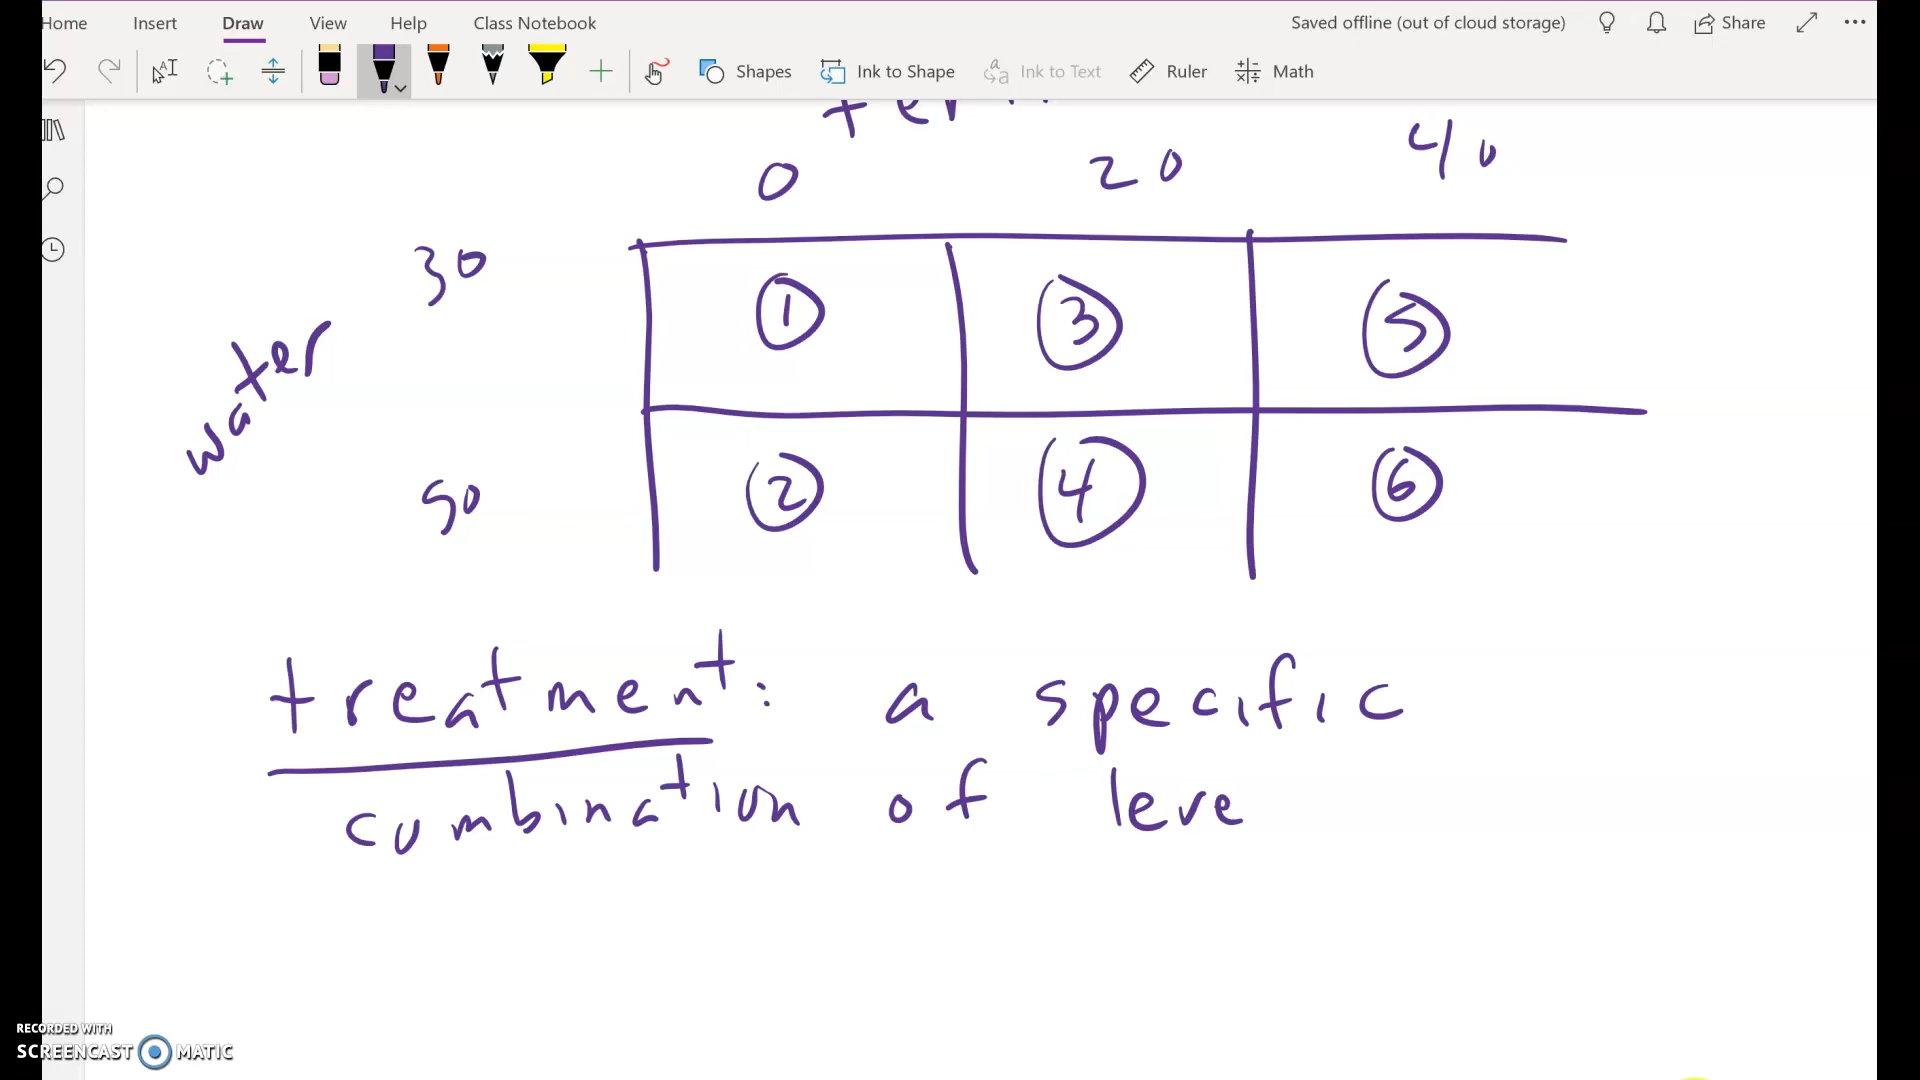 Home Insert Draw View Help Class Notebook Saved offline (out of cloud storage) Share
Shapes Ink to Shape Ink to Text Ruler Math
0 20 40
30 1 3 5
water
50 2 4 6
treatment: a specific
combination of leve
RECORDED WITH
SCREENCAST MATIC